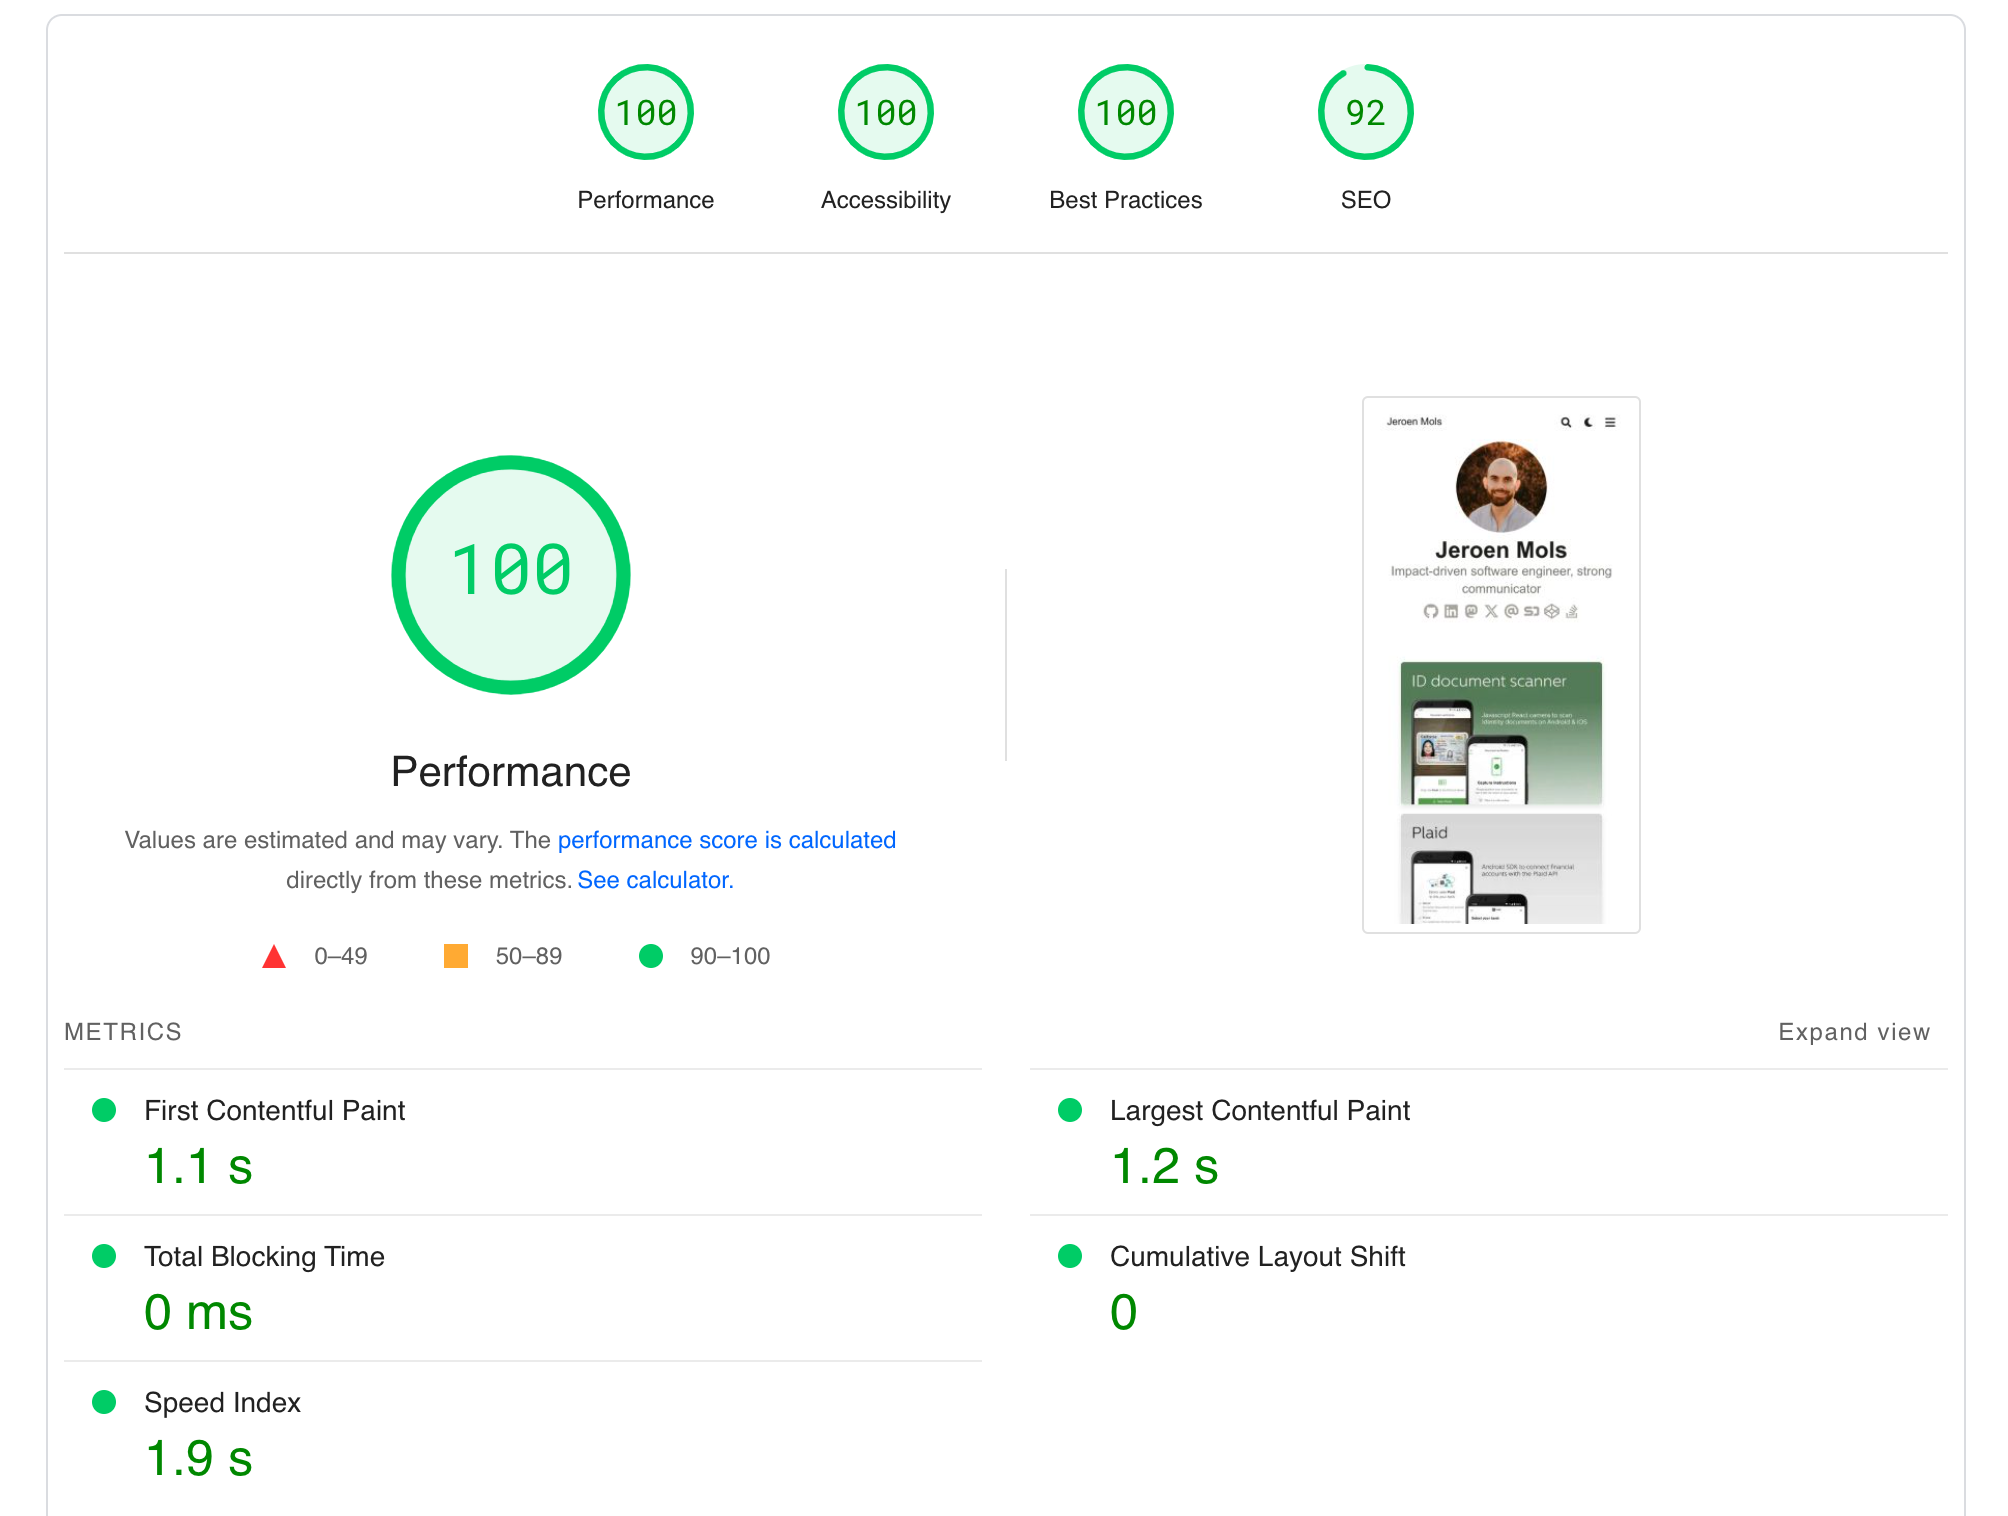 100
100
100
92
Performance
Accessibility
Best Practices
SEO
100
Performance
Values are estimated and may vary. The performance score is calculated
directly from these metrics. See calculator.
0–49
50–89
90–100
Jeroen Mols
Jeroen Mols
Impact-driven software engineer, strong
communicator
ID document scanner
Javascript React camera to scan
identity documents on Android & iOS
Plaid
Android SDK to connect financial
accounts with the Plaid API
METRICS
Expand view
First Contentful Paint
1.1 s
Largest Contentful Paint
1.2 s
Total Blocking Time
0 ms
Cumulative Layout Shift
0
Speed Index
1.9 s